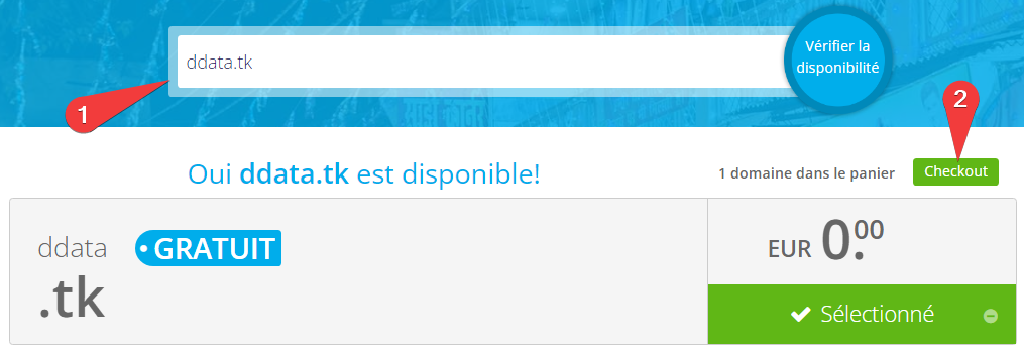 ddata.tk
Vérifier la
disponibilité
1
2
Oui ddata.tk est disponible!
1 domaine dans le panier
Checkout
ddata
GRATUIT
.tk
EUR 0.00
Sélectionné